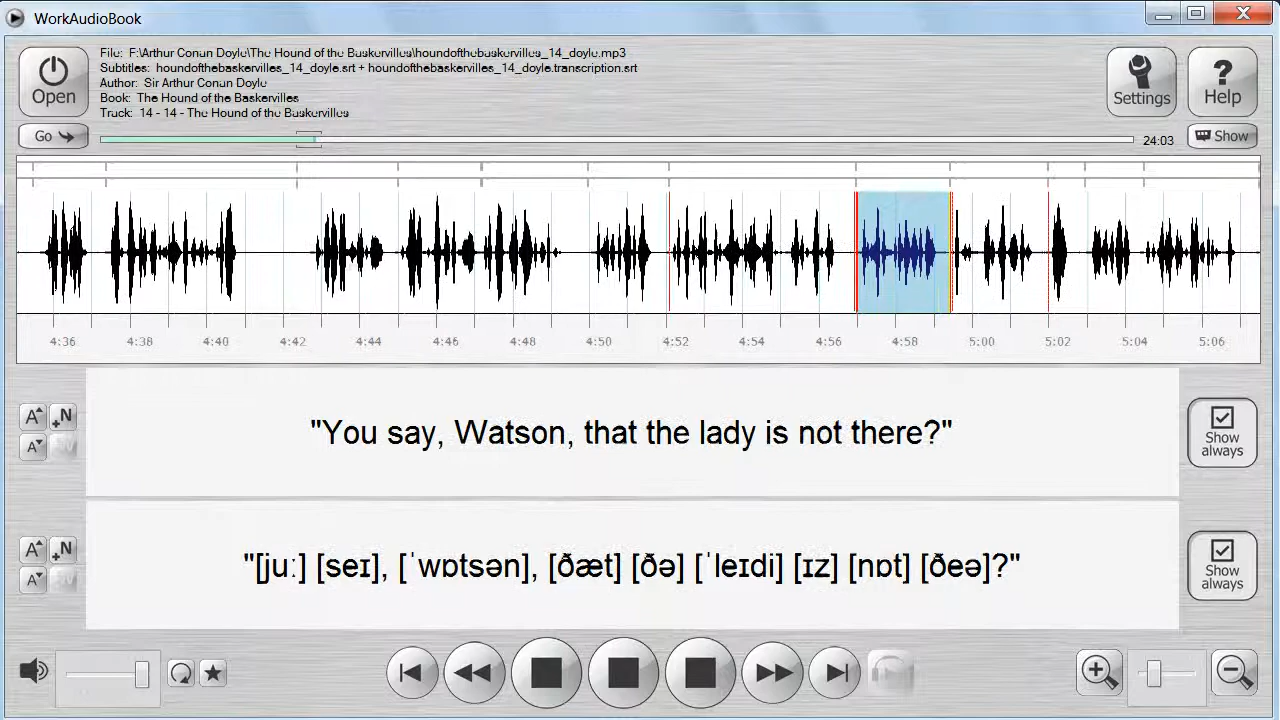 WorkAudioBook
Open
File: F:\Arthur Conan Doyle\The Hound of the Baskervilles\houndofthebaskervilles_14_doyle.mp3
Subtitles: houndofthebaskervilles_14_doyle.srt + houndofthebaskervilles_14_doyle.transcription.srt
Author: Sir Arthur Conan Doyle
Book: The Hound of the Baskervilles
Track: 14 - 14 - The Hound of the Baskervilles
Settings
? Help
Go
24:03
Show
4:36 4:38 4:40 4:42 4:44 4:46 4:48 4:50 4:52 4:54 4:56 4:58 5:00 5:02 5:04 5:06
A +N
A
"You say, Watson, that the lady is not there?"
Show
always
A +N
A
"[juː] [seɪ], [ˈwɒtsən], [ðæt] [ðə] [ˈleɪdi] [ɪz] [nɒt] [ðeə]?"
Show
always